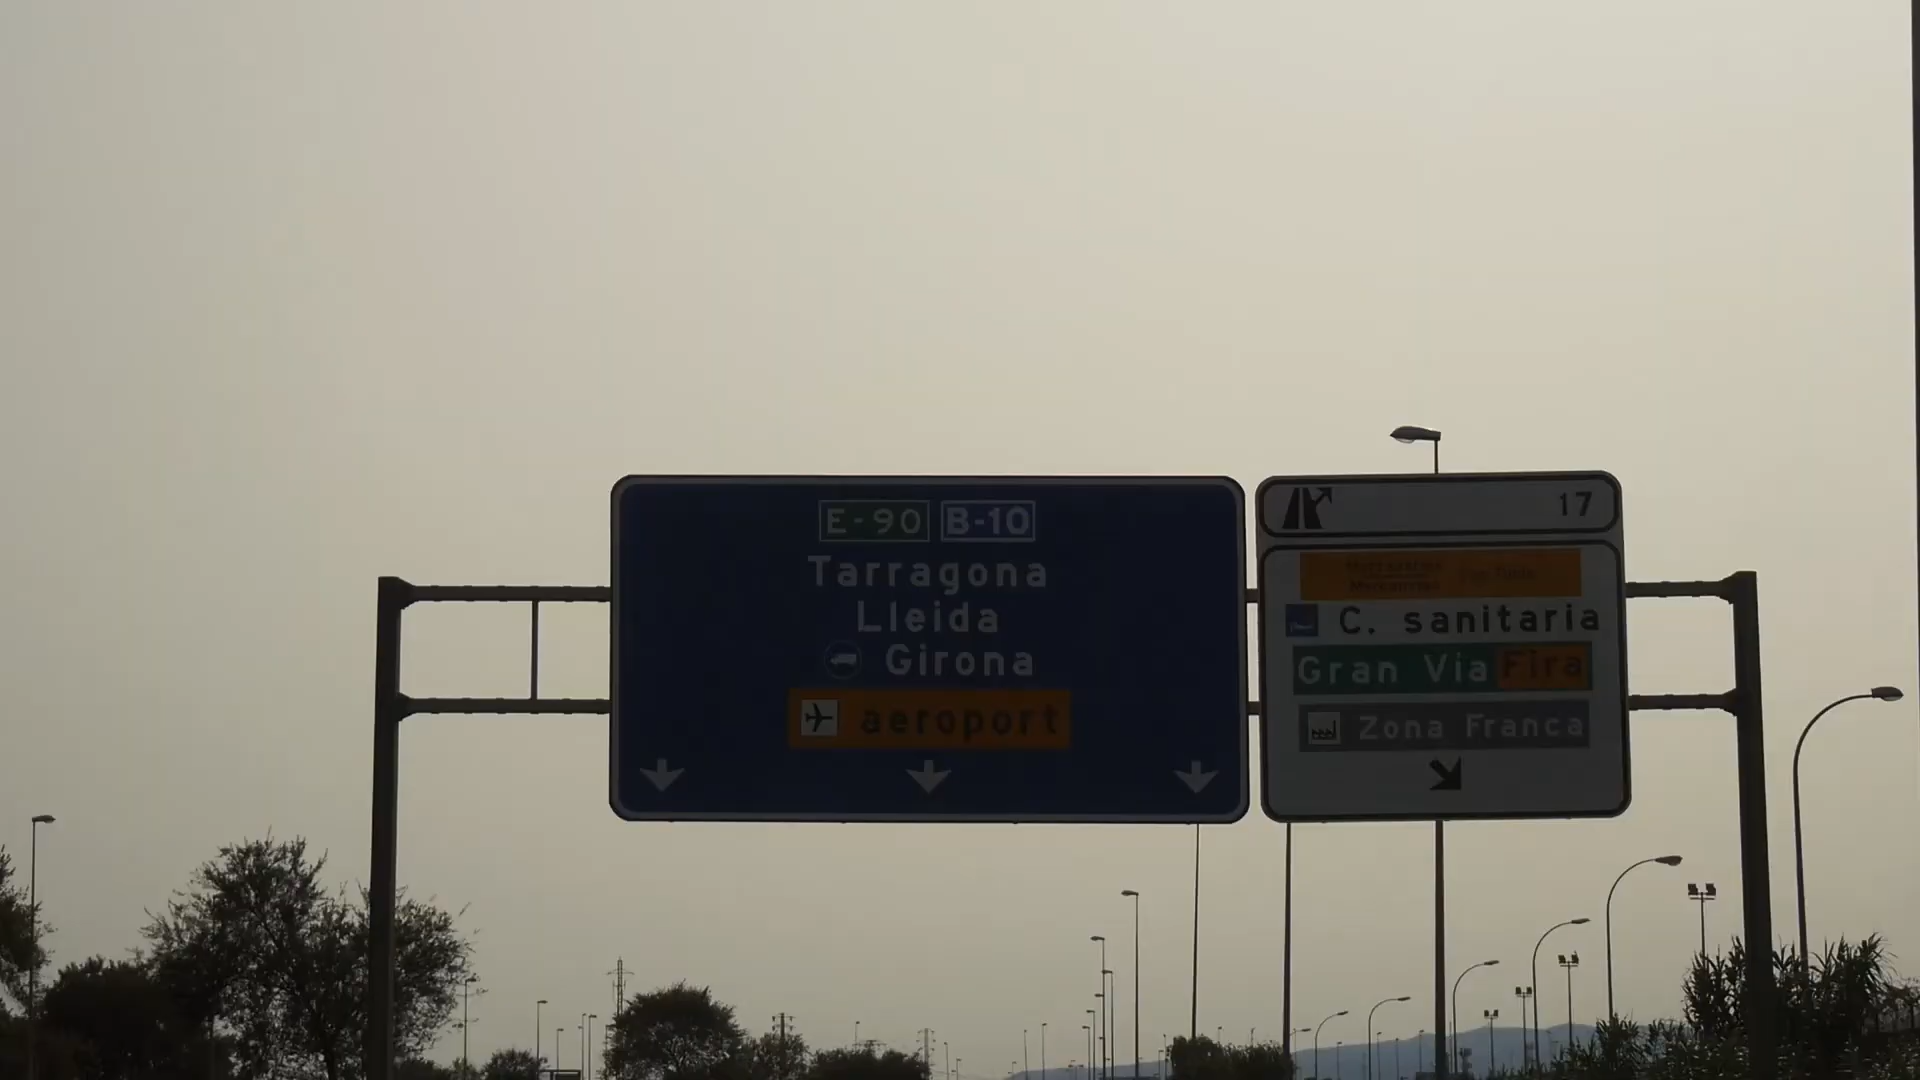 E-90 B-10
Tarragona
Lleida
Girona
aeroport
17
C. sanitaria
Gran Via Fira
Zona Franca